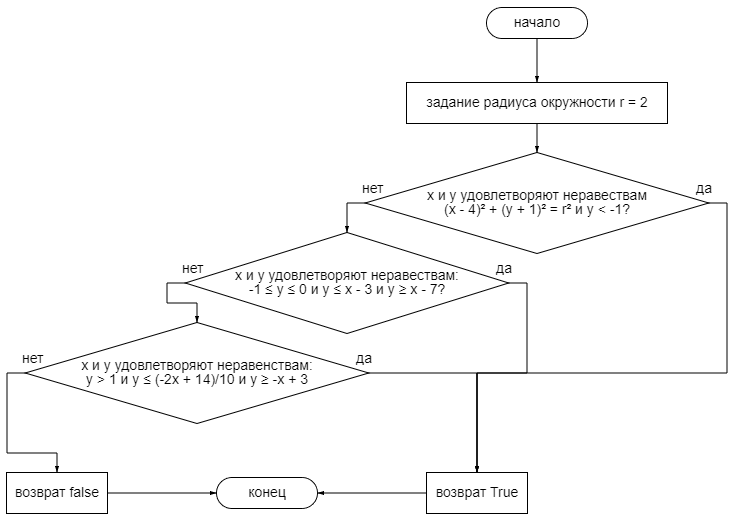 начало
задание радиуса окружности r = 2
нет
да
x и y удовлетворяют неравествам
(x - 4)² + (y + 1)² = r² и y < -1?
нет
да
x и y удовлетворяют неравествам:
-1 ≤ y ≤ 0 и y ≤ x - 3 и y ≥ x - 7?
нет
да
x и y удовлетворяют неравенствам:
y > 1 и y ≤ (-2x + 14)/10 и y ≥ -x + 3
возврат false
конец
возврат True